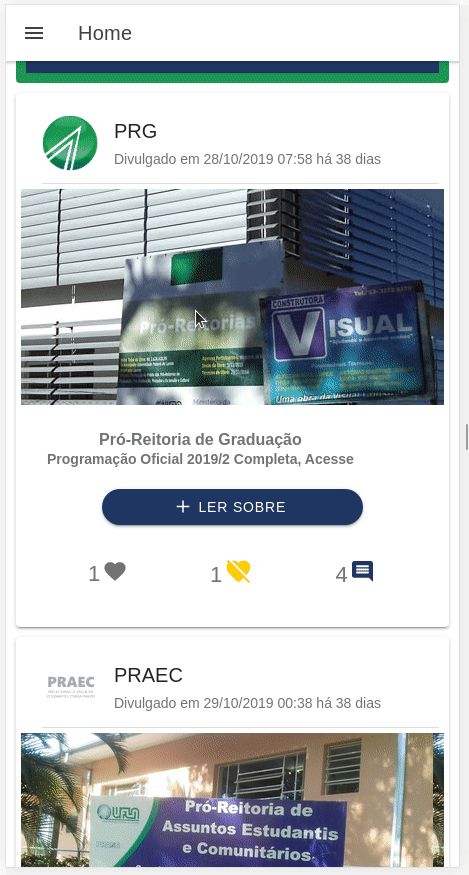 Home
PRG
Divulgado em 28/10/2019 07:58 há 38 dias
Pró-Reitorias
CONSTRUTORA
VISUAL
Uma obra da Visual
Pró-Reitoria de Graduação
Programação Oficial 2019/2 Completa, Acesse
LER SOBRE
1
1
4
PRAEC
PRAEC
Divulgado em 29/10/2019 00:38 há 38 dias
UFLA
Pró-Reitoria de
Assuntos Estudantis
e Comunitários